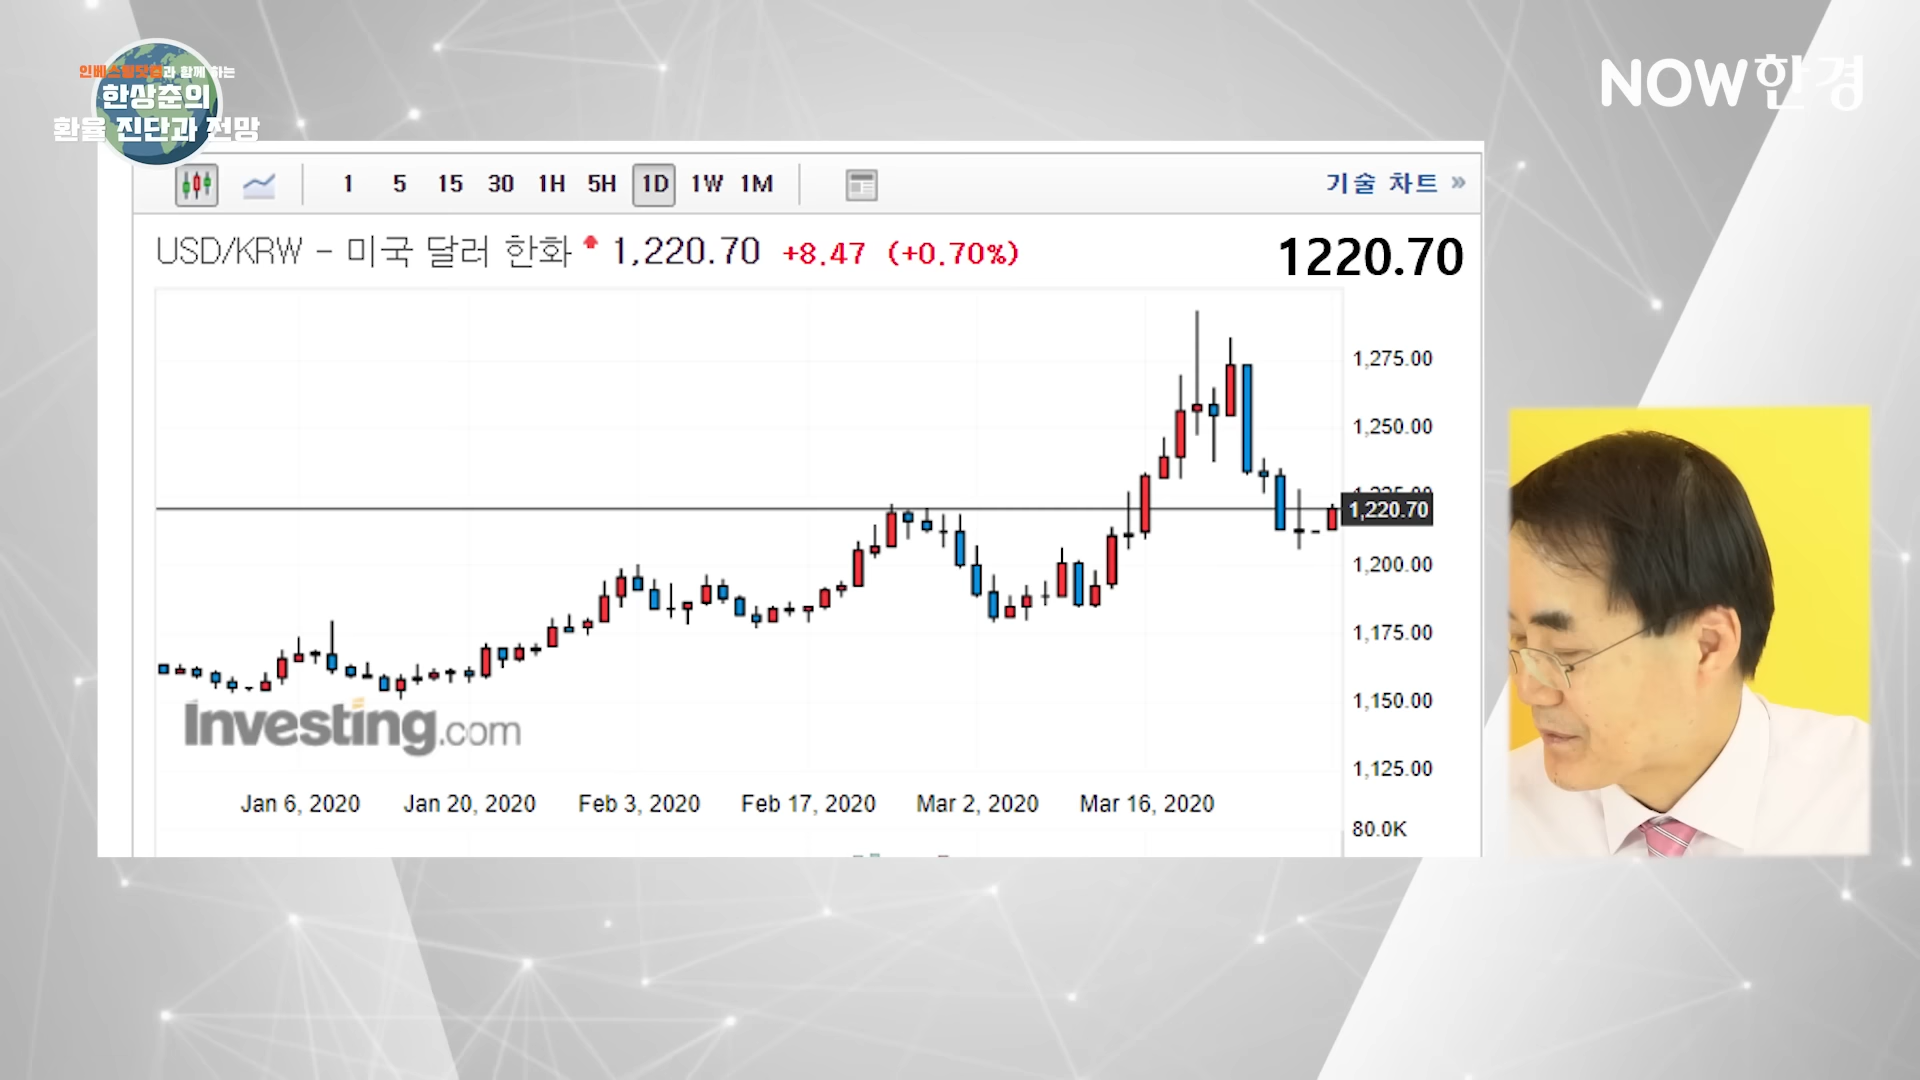 인베스팅닷컴과 함께 하는
한상춘의
환율 진단과 전망
NOW한경
1 5 15 30 1H 5H 1D 1W 1M
기술 차트 »
USD/KRW - 미국 달러 한화 1,220.70 +8.47 (+0.70%)
1220.70
1,275.00
1,250.00
1,225.00
1,220.70
1,200.00
1,175.00
1,150.00
1,125.00
80.0K
Investing.com
Jan 6, 2020 Jan 20, 2020 Feb 3, 2020 Feb 17, 2020 Mar 2, 2020 Mar 16, 2020